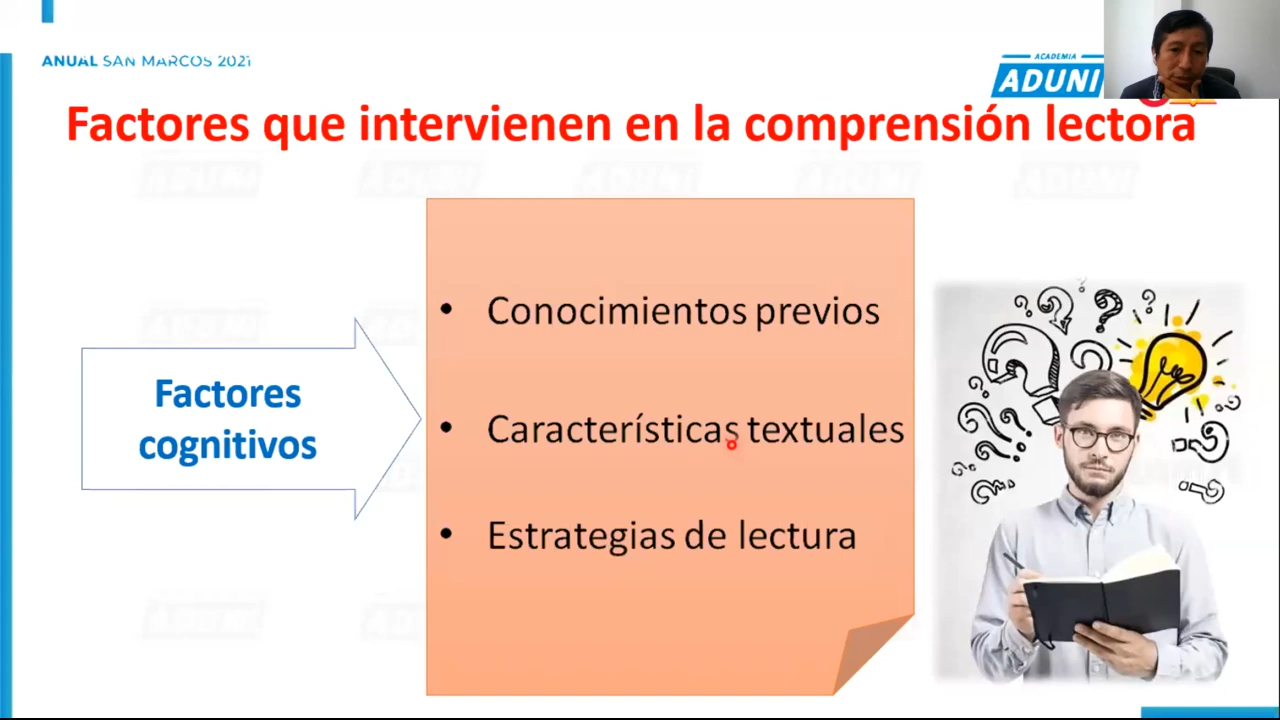 ANUAL SAN MARCOS 2021
ACADEMIA
ADUNI
Factores que intervienen en la comprensión lectora
Factores
cognitivos
• Conocimientos previos
• Características textuales
• Estrategias de lectura